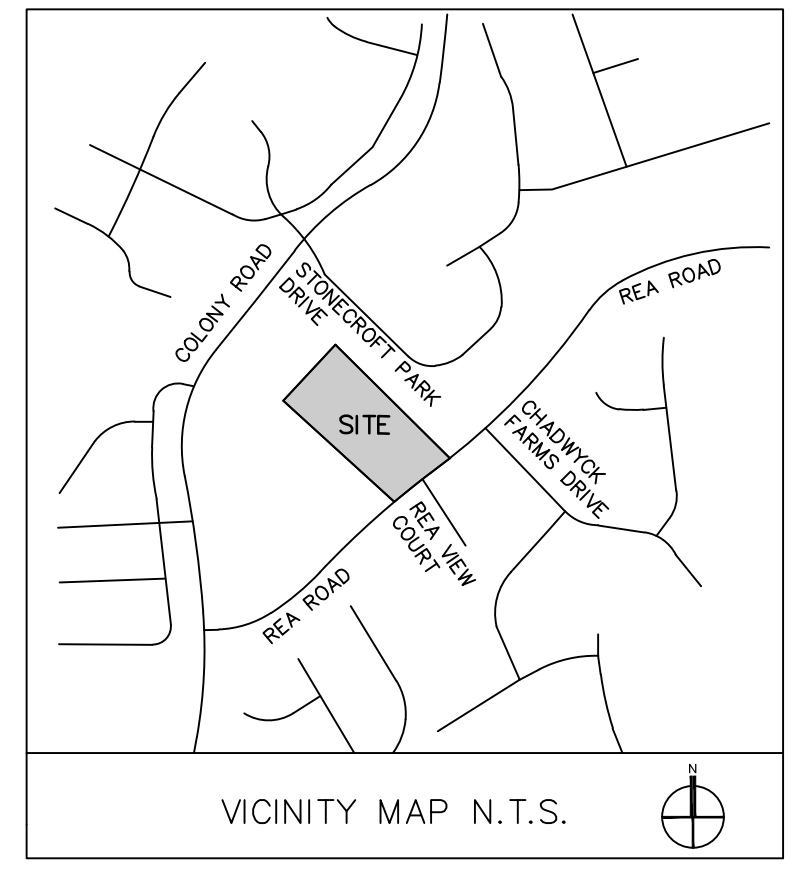 COLONY ROAD
STONECROFT PARK
DRIVE
REA ROAD
SITE
CHADWYCK
FARMS DRIVE
REA VIEW
COURT
REA ROAD
VICINITY MAP N.T.S.
N